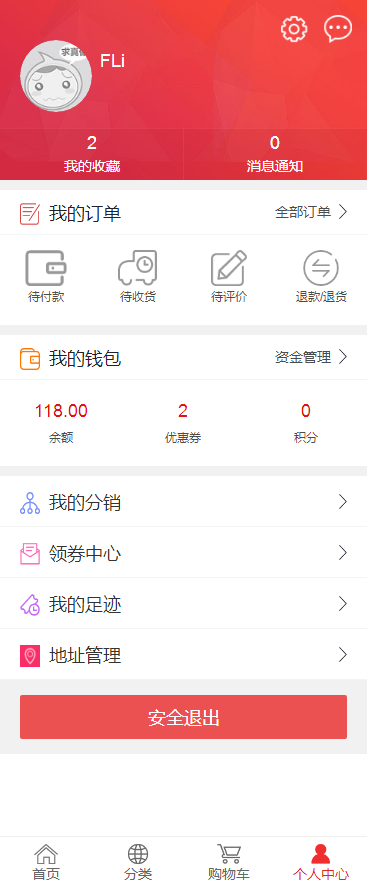 求真相
FLi
2
0
我的收藏
消息通知
我的订单
全部订单
待付款
待收货
待评价
退款/退货
我的钱包
资金管理
118.00
2
0
余额
优惠券
积分
我的分销
领券中心
我的足迹
地址管理
安全退出
首页
分类
购物车
个人中心